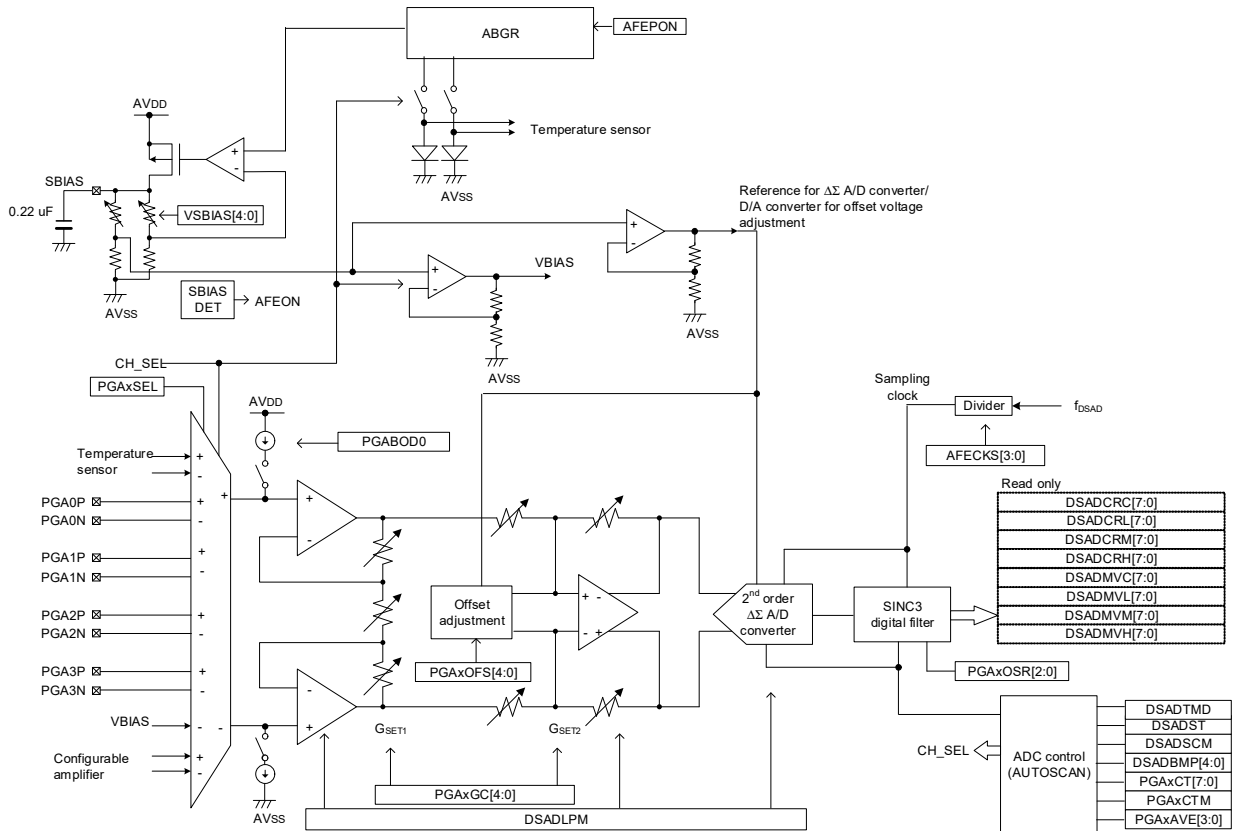 ABGR
AFEPON
AVDD
Temperature sensor
SBIAS
0.22 uF
VSBIAS[4:0]
AVSS
Reference for ΔΣ A/D converter/
D/A converter for offset voltage
adjustment
VBIAS
SBIAS
DET
AFEON
AVSS
AVSS
AVSS
CH_SEL
PGAxSEL
AVDD
PGABOD0
Sampling
clock
Divider
fDSAD
AFECKS[3:0]
Temperature
sensor
+
-
PGA0P
+
PGA0N
-
PGA1P
+
PGA1N
-
PGA2P
+
PGA2N
-
PGA3P
+
PGA3N
-
VBIAS
-
Configurable
amplifier
+
-
+
-
+
-
-
+
+
-
+
-
+
-
+ -
- +
Offset
adjustment
PGAxOFS[4:0]
GSET1
GSET2
PGAxGC[4:0]
DSADLPM
AVSS
2nd order
ΔΣ A/D
converter
SINC3
digital filter
Read only
DSADCRC[7:0]
DSADCRL[7:0]
DSADCRM[7:0]
DSADCRH[7:0]
DSADMVC[7:0]
DSADMVL[7:0]
DSADMVM[7:0]
DSADMVH[7:0]
PGAxOSR[2:0]
CH_SEL
ADC control
(AUTOSCAN)
DSADTMD
DSADST
DSADSCM
DSADBMP[4:0]
PGAxCT[7:0]
PGAxCTM
PGAxAVE[3:0]